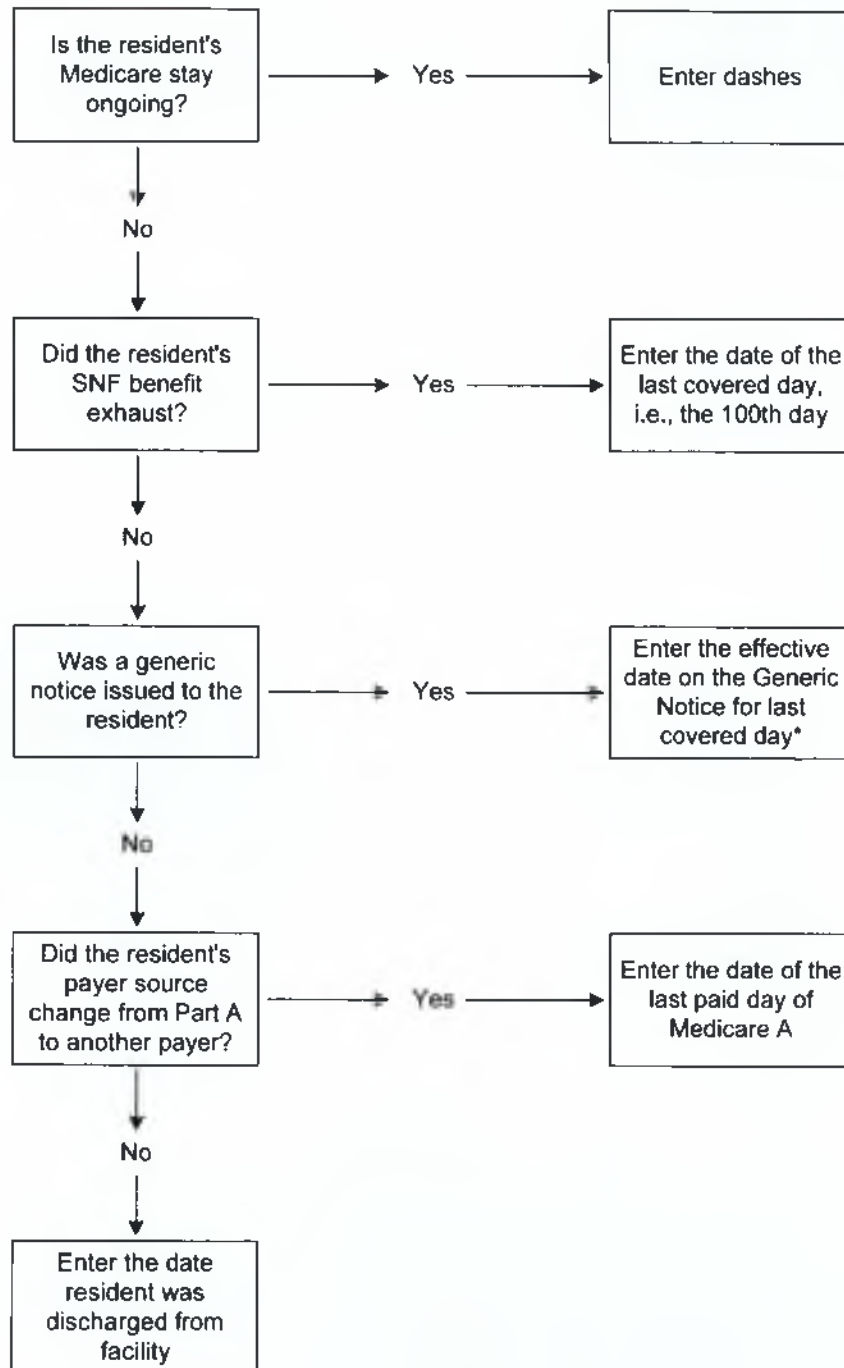 Is the resident's
Medicare stay
ongoing?
Yes
Enter dashes
No
Did the resident's
SNF benefit
exhaust?
Yes
Enter the date of the
last covered day,
i.e., the 100th day
No
Was a generic
notice issued to the
resident?
Yes
Enter the effective
date on the Generic
Notice for last
covered day*
No
Did the resident's
payer source
change from Part A
to another payer?
Yes
Enter the date of the
last paid day of
Medicare A
No
Enter the date
resident was
discharged from
facility